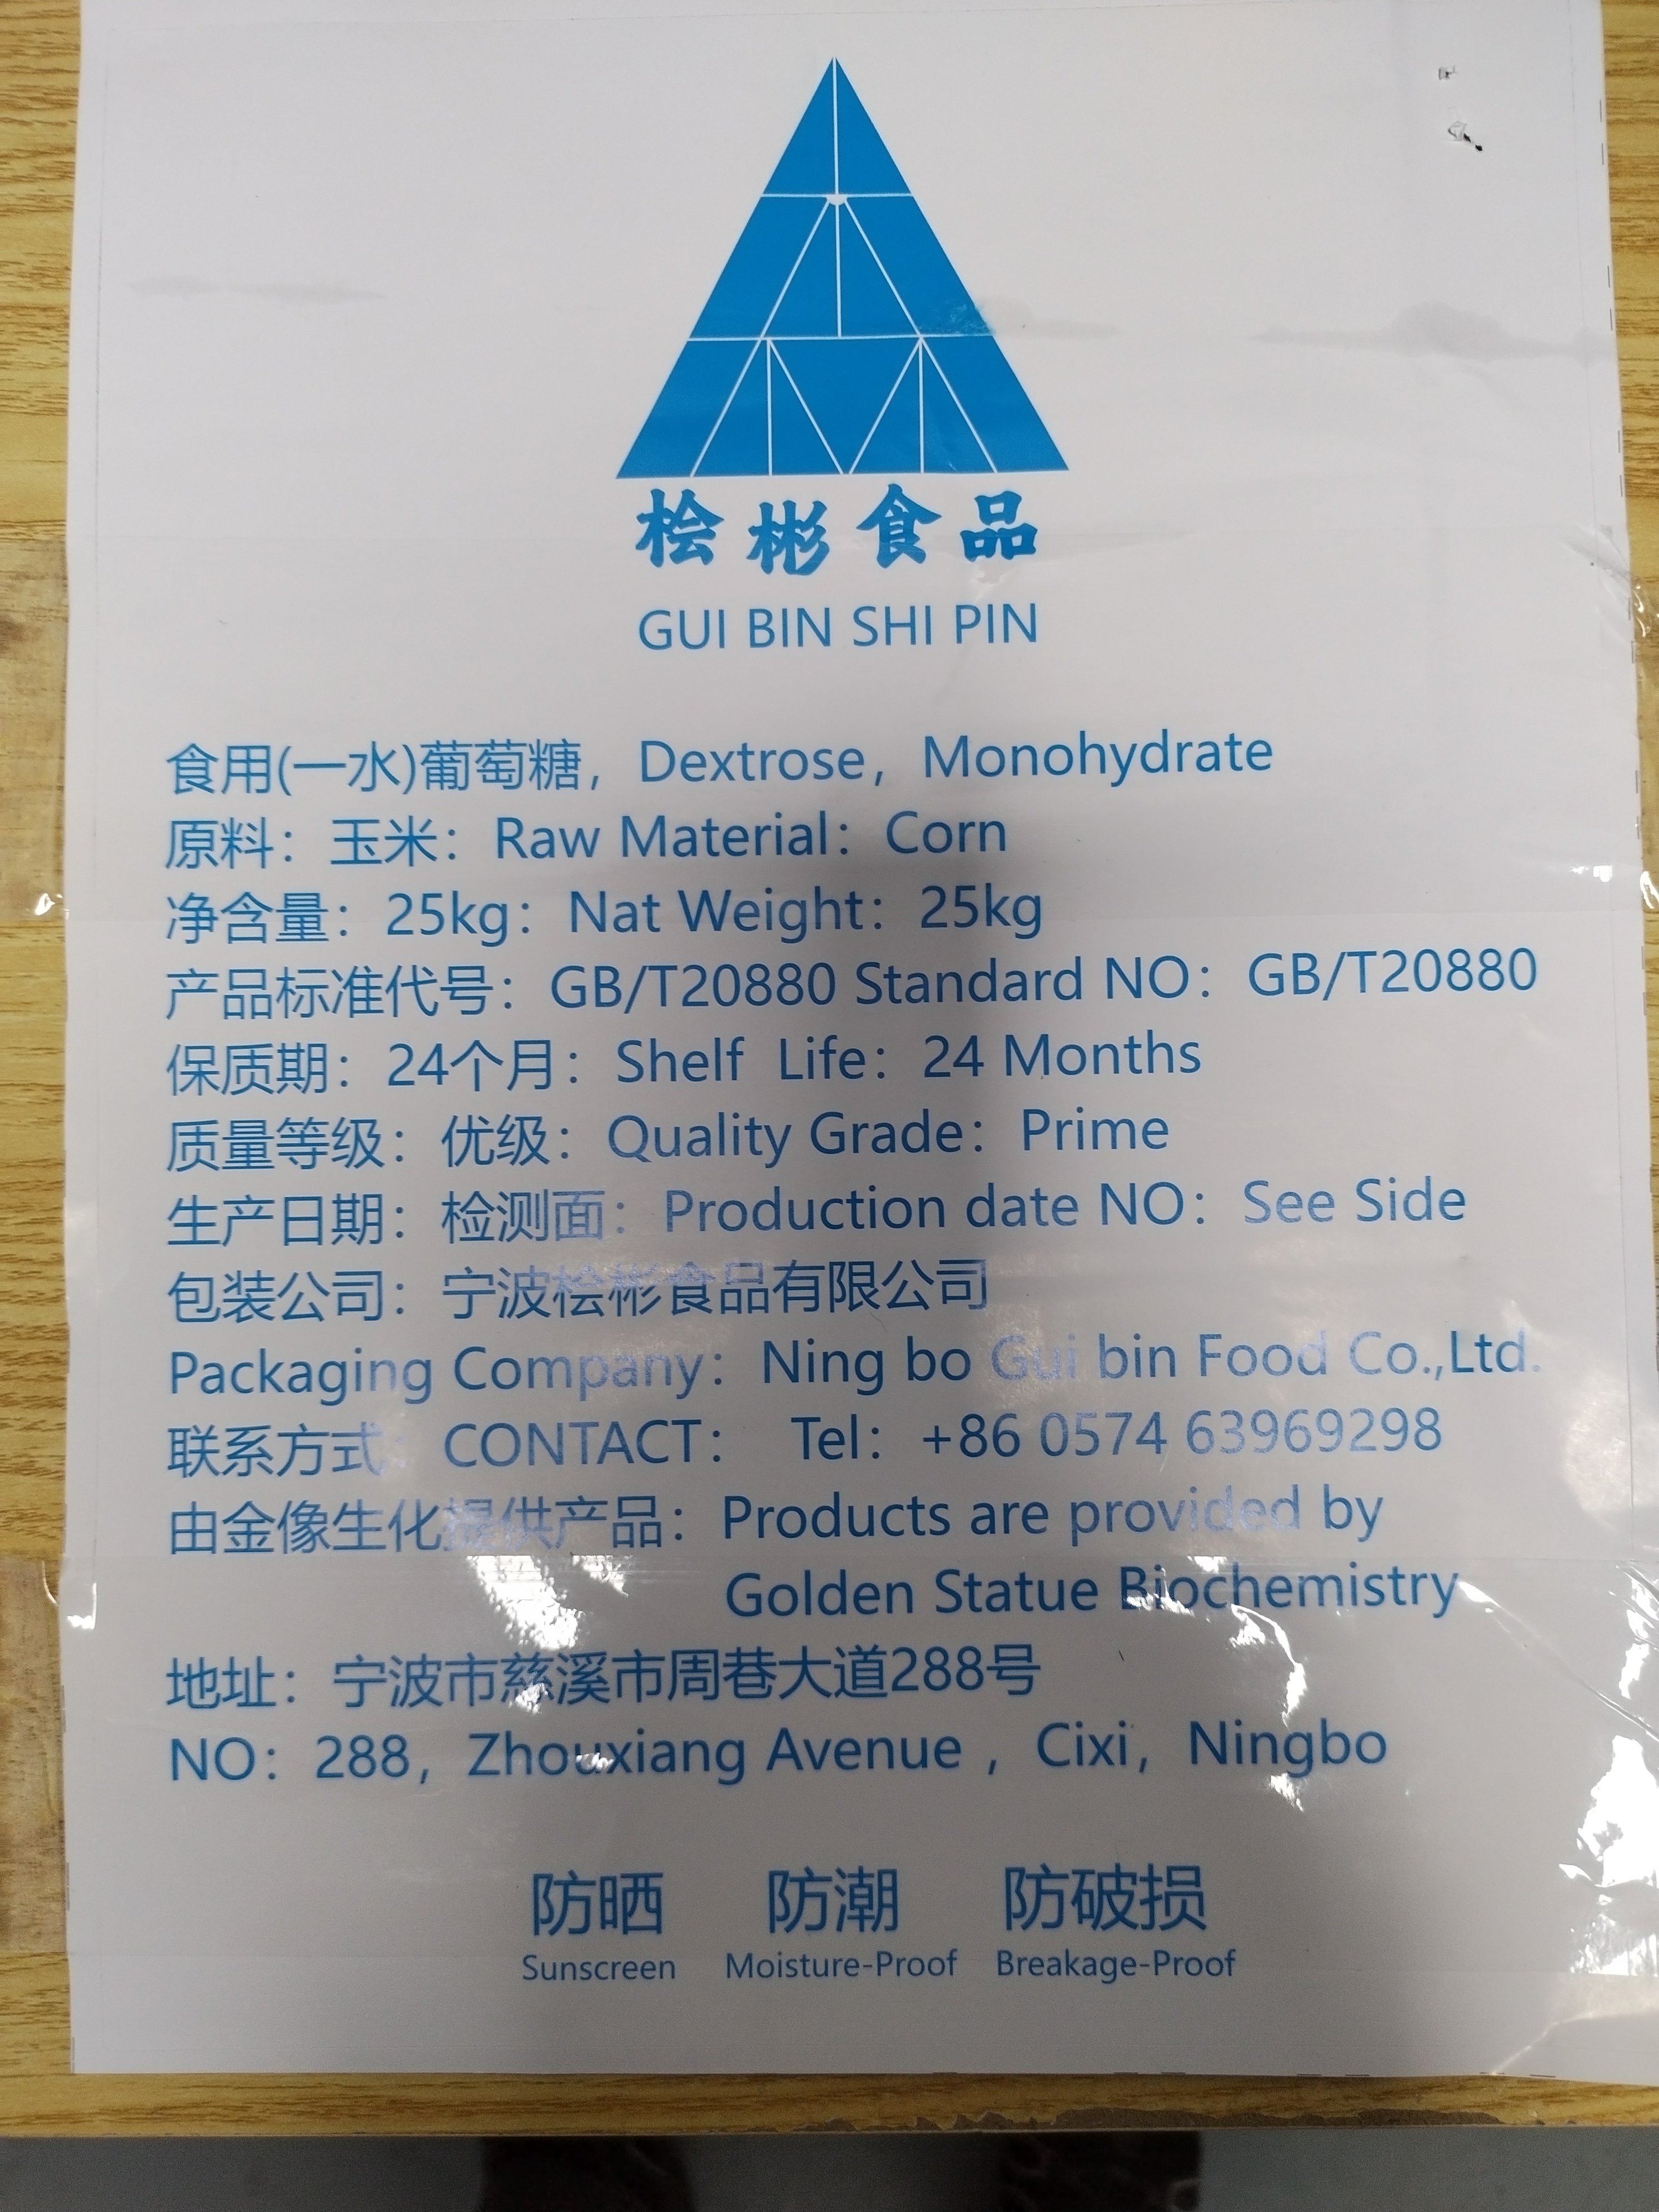 桧彬食品
GUI BIN SHI PIN
食用(一水)葡萄糖，Dextrose，Monohydrate
原料：玉米：Raw Material：Corn
净含量：25kg：Nat Weight：25kg
产品标准代号：GB/T20880 Standard NO：GB/T20880
保质期：24个月：Shelf Life：24 Months
质量等级：优级：Quality Grade：Prime
生产日期：检测面：Production date NO：See Side
包装公司：宁波桧彬食品有限公司
Packaging Company：Ning bo Gui bin Food Co.,Ltd.
联系方式：CONTACT： Tel：+86 0574 63969298
由金像生化提供产品：Products are provided by
Golden Statue Biochemistry
地址：宁波市慈溪市周巷大道288号
NO：288，Zhouxiang Avenue ，Cixi，Ningbo
防晒 防潮 防破损
Sunscreen Moisture-Proof Breakage-Proof